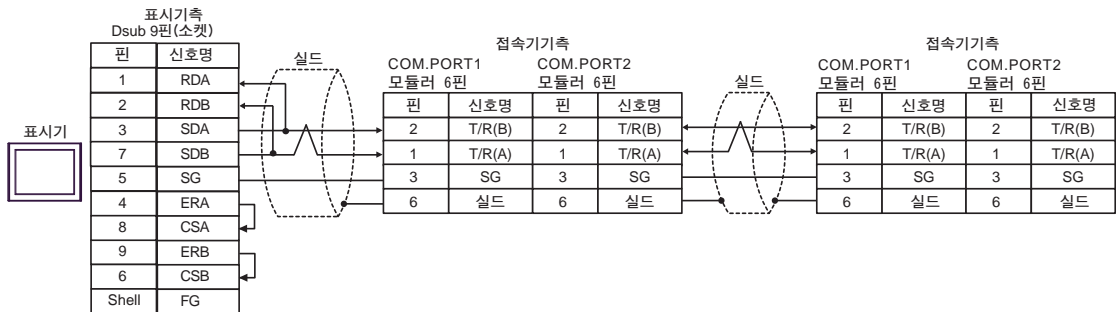 표시기측
Dsub 9핀(소켓)
핀 신호명
1 RDA
2 RDB
3 SDA
7 SDB
5 SG
4 ERA
8 CSA
9 ERB
6 CSB
Shell FG
표시기
실드
접속기기측
COM.PORT1 COM.PORT2
모듈러 6핀 모듈러 6핀
핀 신호명 핀 신호명
2 T/R(B) 2 T/R(B)
1 T/R(A) 1 T/R(A)
3 SG 3 SG
6 실드 6 실드
실드
접속기기측
COM.PORT1 COM.PORT2
모듈러 6핀 모듈러 6핀
핀 신호명 핀 신호명
2 T/R(B) 2 T/R(B)
1 T/R(A) 1 T/R(A)
3 SG 3 SG
6 실드 6 실드